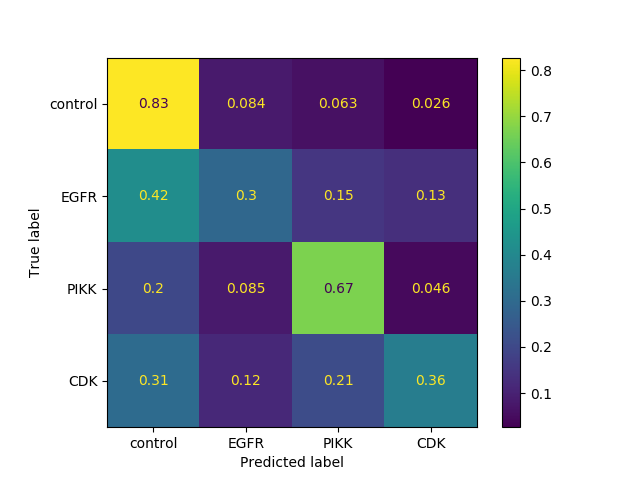 control 0.83 0.084 0.063 0.026
EGFR 0.42 0.3 0.15 0.13
PIKK 0.2 0.085 0.67 0.046
CDK 0.31 0.12 0.21 0.36
control EGFR PIKK CDK
Predicted label
True label
0.8
0.7
0.6
0.5
0.4
0.3
0.2
0.1